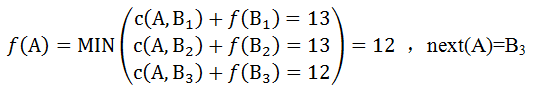 c(A,B₁) + f(B₁) = 13
f(A) = MIN( c(A,B₂) + f(B₂) = 13 ) = 12 ，next(A)=B₃
c(A,B₃) + f(B₃) = 12